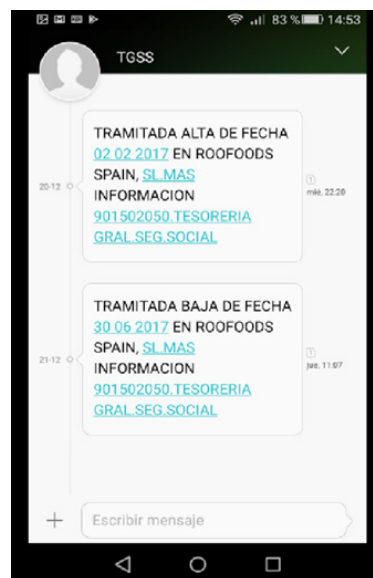 83 % 14:53
TGSS
TRAMITADA ALTA DE FECHA
02 02 2017 EN ROOFOODS
SPAIN, SL.MAS
INFORMACION
901502050.TESORERIA
GRAL.SEG.SOCIAL
20-12
1
mié, 22:20
TRAMITADA BAJA DE FECHA
30 06 2017 EN ROOFOODS
SPAIN, SL.MAS
INFORMACION
901502050.TESORERIA
GRAL.SEG.SOCIAL
21-12
1
jue, 11:07
Escribir mensaje